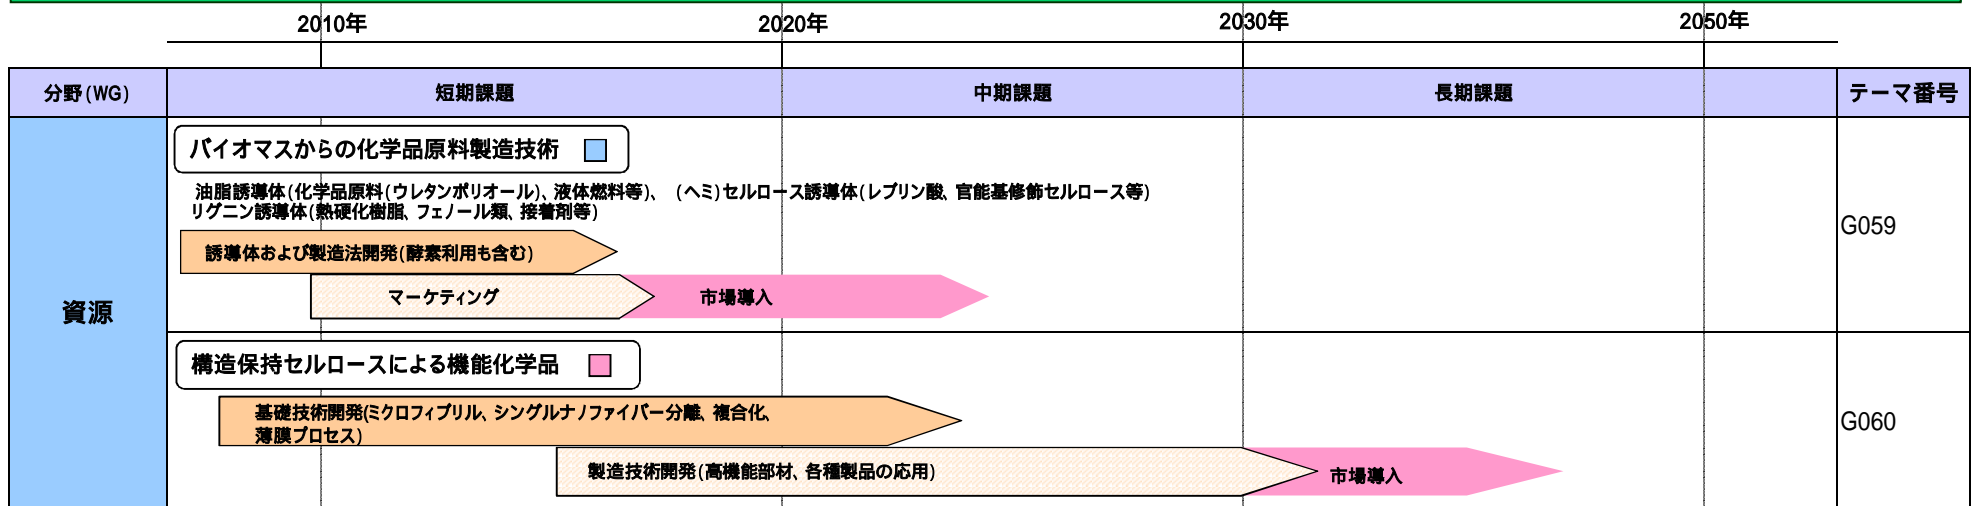 2010年 2020年 2030年 2050年
分野(WG) 短期課題 中期課題 長期課題 テーマ番号
資源
バイオマスからの化学品原料製造技術
油脂誘導体(化学品原料(ウレタンポリオール)、液体燃料等)、 (ヘミ)セルロース誘導体(レブリン酸、官能基修飾セルロース等)
リグニン誘導体(熱硬化樹脂、フェノール類、接着剤等)
誘導体および製造法開発(酵素利用も含む)
マーケティング 市場導入
G059
構造保持セルロースによる機能化学品
基礎技術開発(ミクロフィブリル、シングルナノファイバー分離、複合化、
薄膜プロセス)
製造技術開発(高機能部材、各種製品の応用) 市場導入
G060